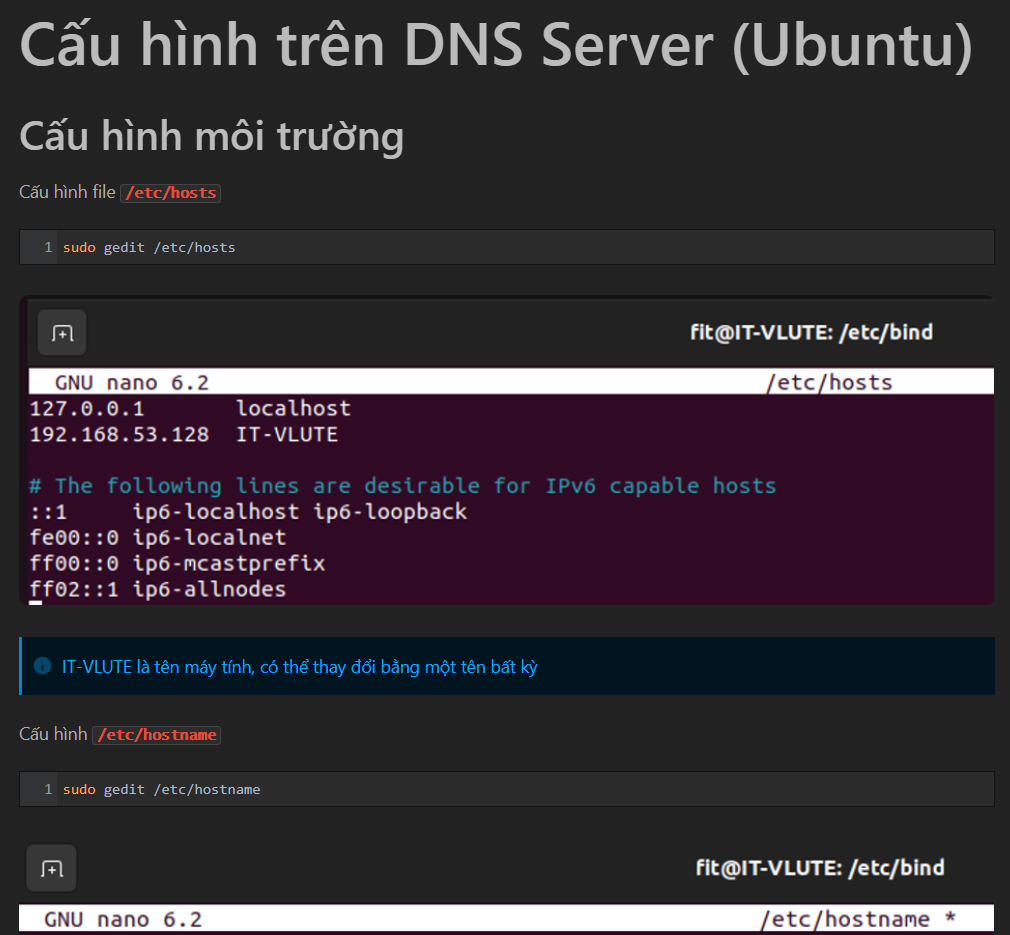 Cấu hình trên DNS Server (Ubuntu)
Cấu hình môi trường
Cấu hình file /etc/hosts
1 sudo gedit /etc/hosts
fit@IT-VLUTE: /etc/bind
GNU nano 6.2 /etc/hosts
127.0.0.1 localhost
192.168.53.128 IT-VLUTE
# The following lines are desirable for IPv6 capable hosts
::1 ip6-localhost ip6-loopback
fe00::0 ip6-localnet
ff00::0 ip6-mcastprefix
ff02::1 ip6-allnodes
IT-VLUTE là tên máy tính, có thể thay đổi bằng một tên bất kỳ
Cấu hình /etc/hostname
1 sudo gedit /etc/hostname
fit@IT-VLUTE: /etc/bind
GNU nano 6.2 /etc/hostname *